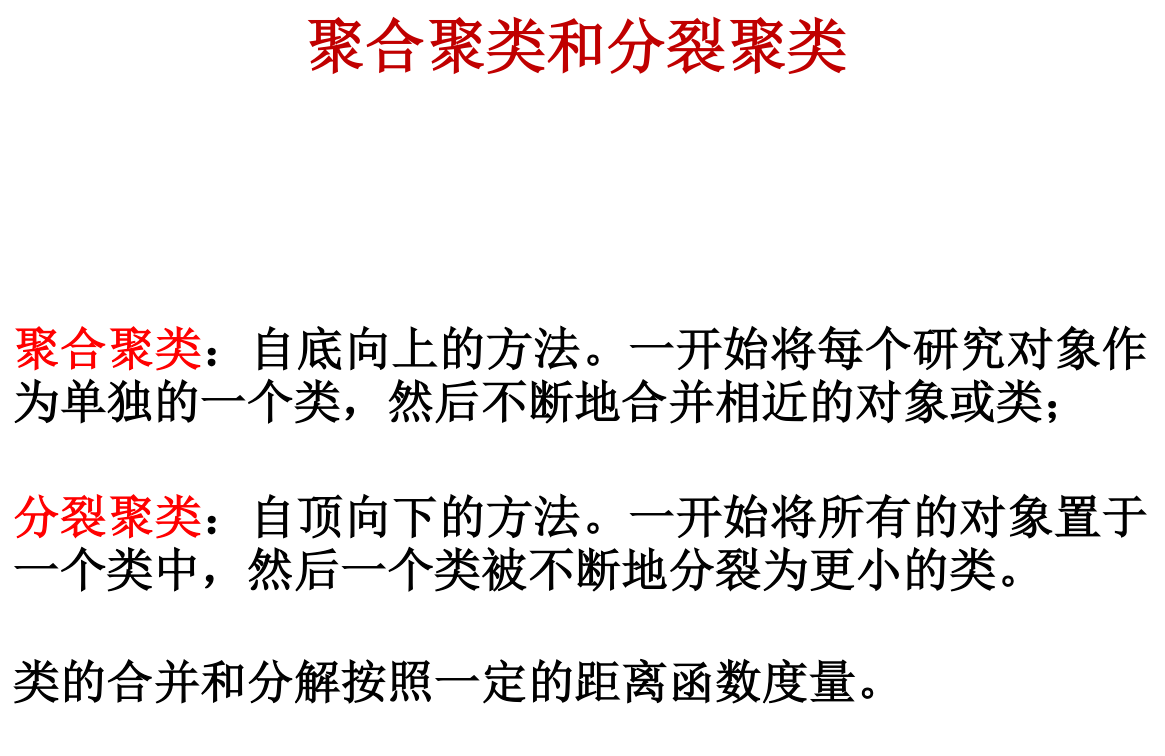 聚合聚类和分裂聚类
聚合聚类：自底向上的方法。一开始将每个研究对象作
为单独的一个类，然后不断地合并相近的对象或类；
分裂聚类：自顶向下的方法。一开始将所有的对象置于
一个类中，然后一个类被不断地分裂为更小的类。
类的合并和分解按照一定的距离函数度量。